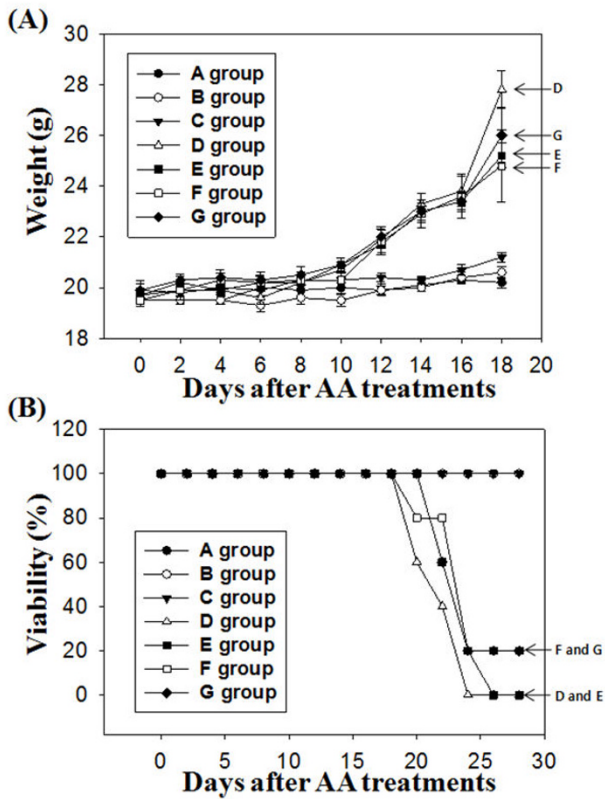 (A)
30
28
26
24
22
20
18
Weight (g)
A group
B group
C group
D group
E group
F group
G group
D
G
E
F
0 2 4 6 8 10 12 14 16 18 20
Days after AA treatments
(B)
120
100
80
60
40
20
0
Viability (%)
A group
B group
C group
D group
E group
F group
G group
F and G
D and E
0 5 10 15 20 25 30
Days after AA treatments